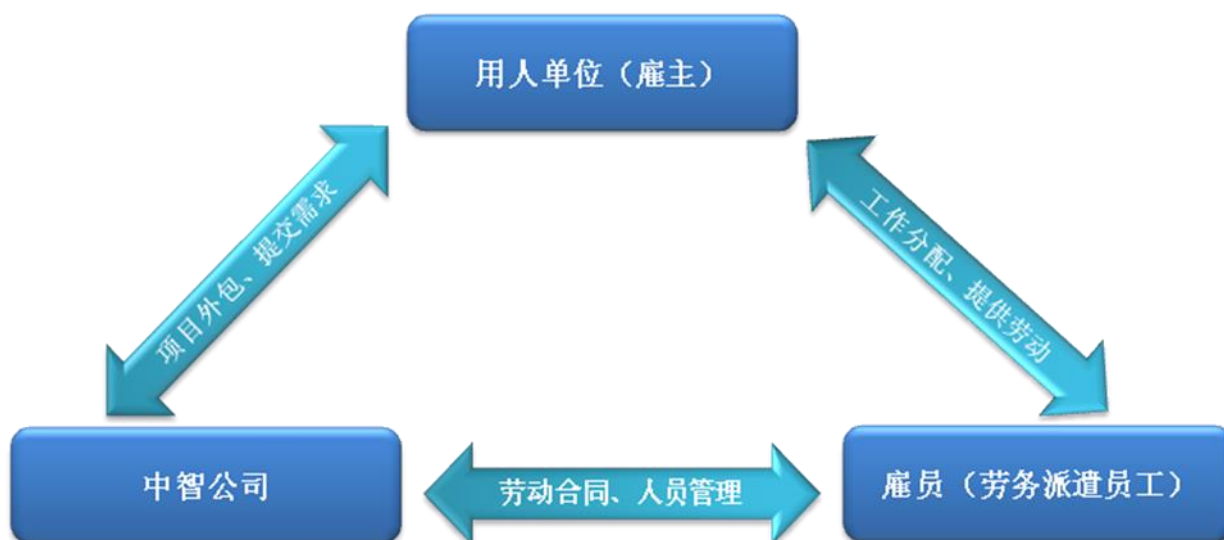 用人单位（雇主）
项目外包、提交需求
工作分配、提供劳动
中智公司
劳动合同、人员管理
雇员（劳务派遣员工）